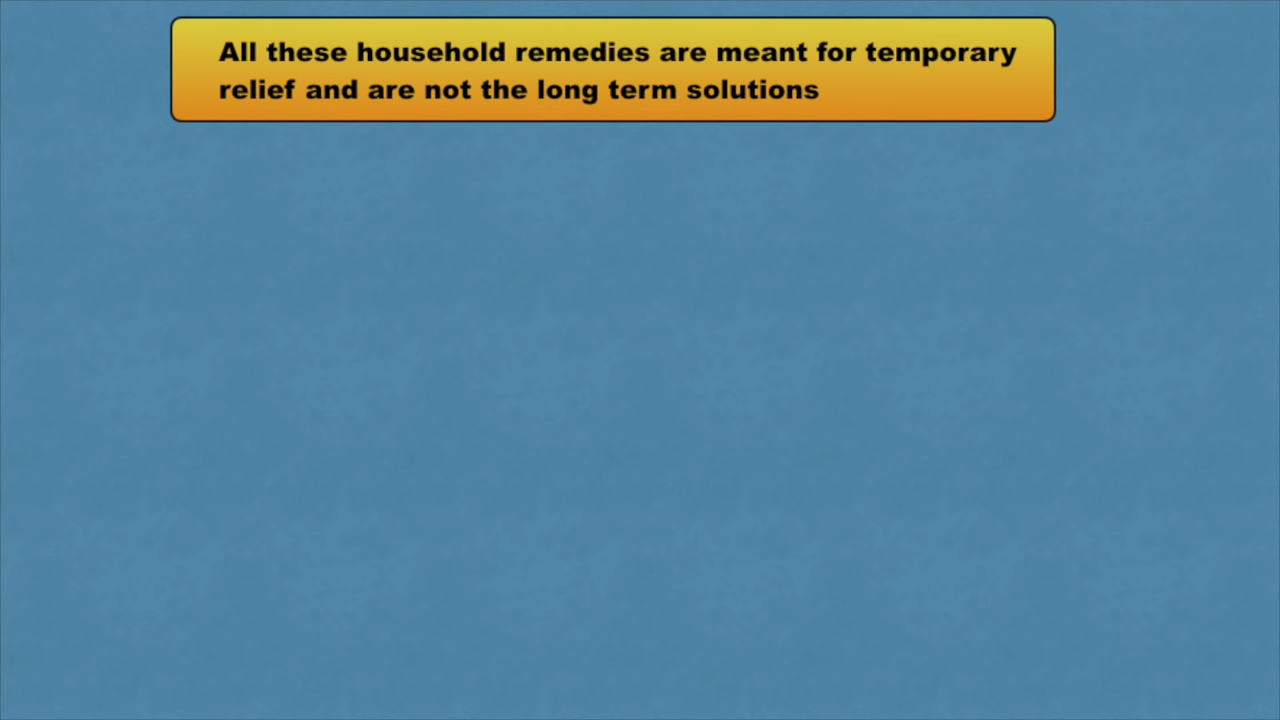 All these household remedies are meant for temporary
relief and are not the long term solutions